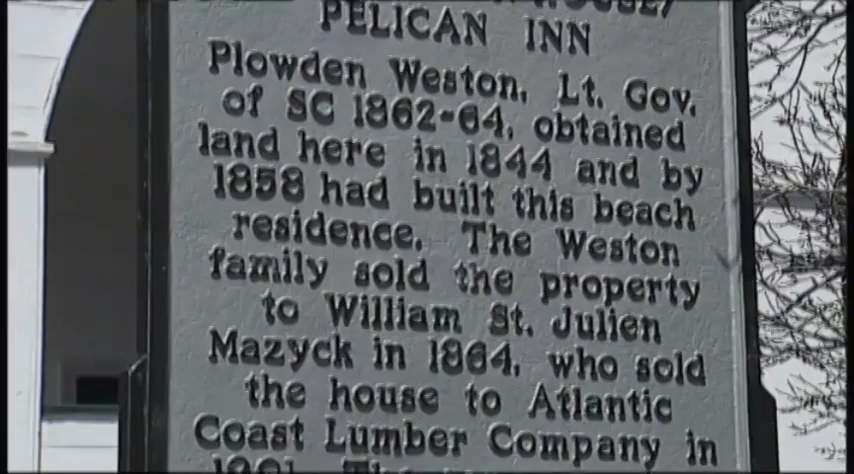 PELICAN INN
Plowden Weston, Lt. Gov.
of SC 1862-64, obtained
land here in 1844 and by
1858 had built this beach
residence. The Weston
family sold the property
to William St. Julien
Mazyck in 1864, who sold
the house to Atlantic
Coast Lumber Company in